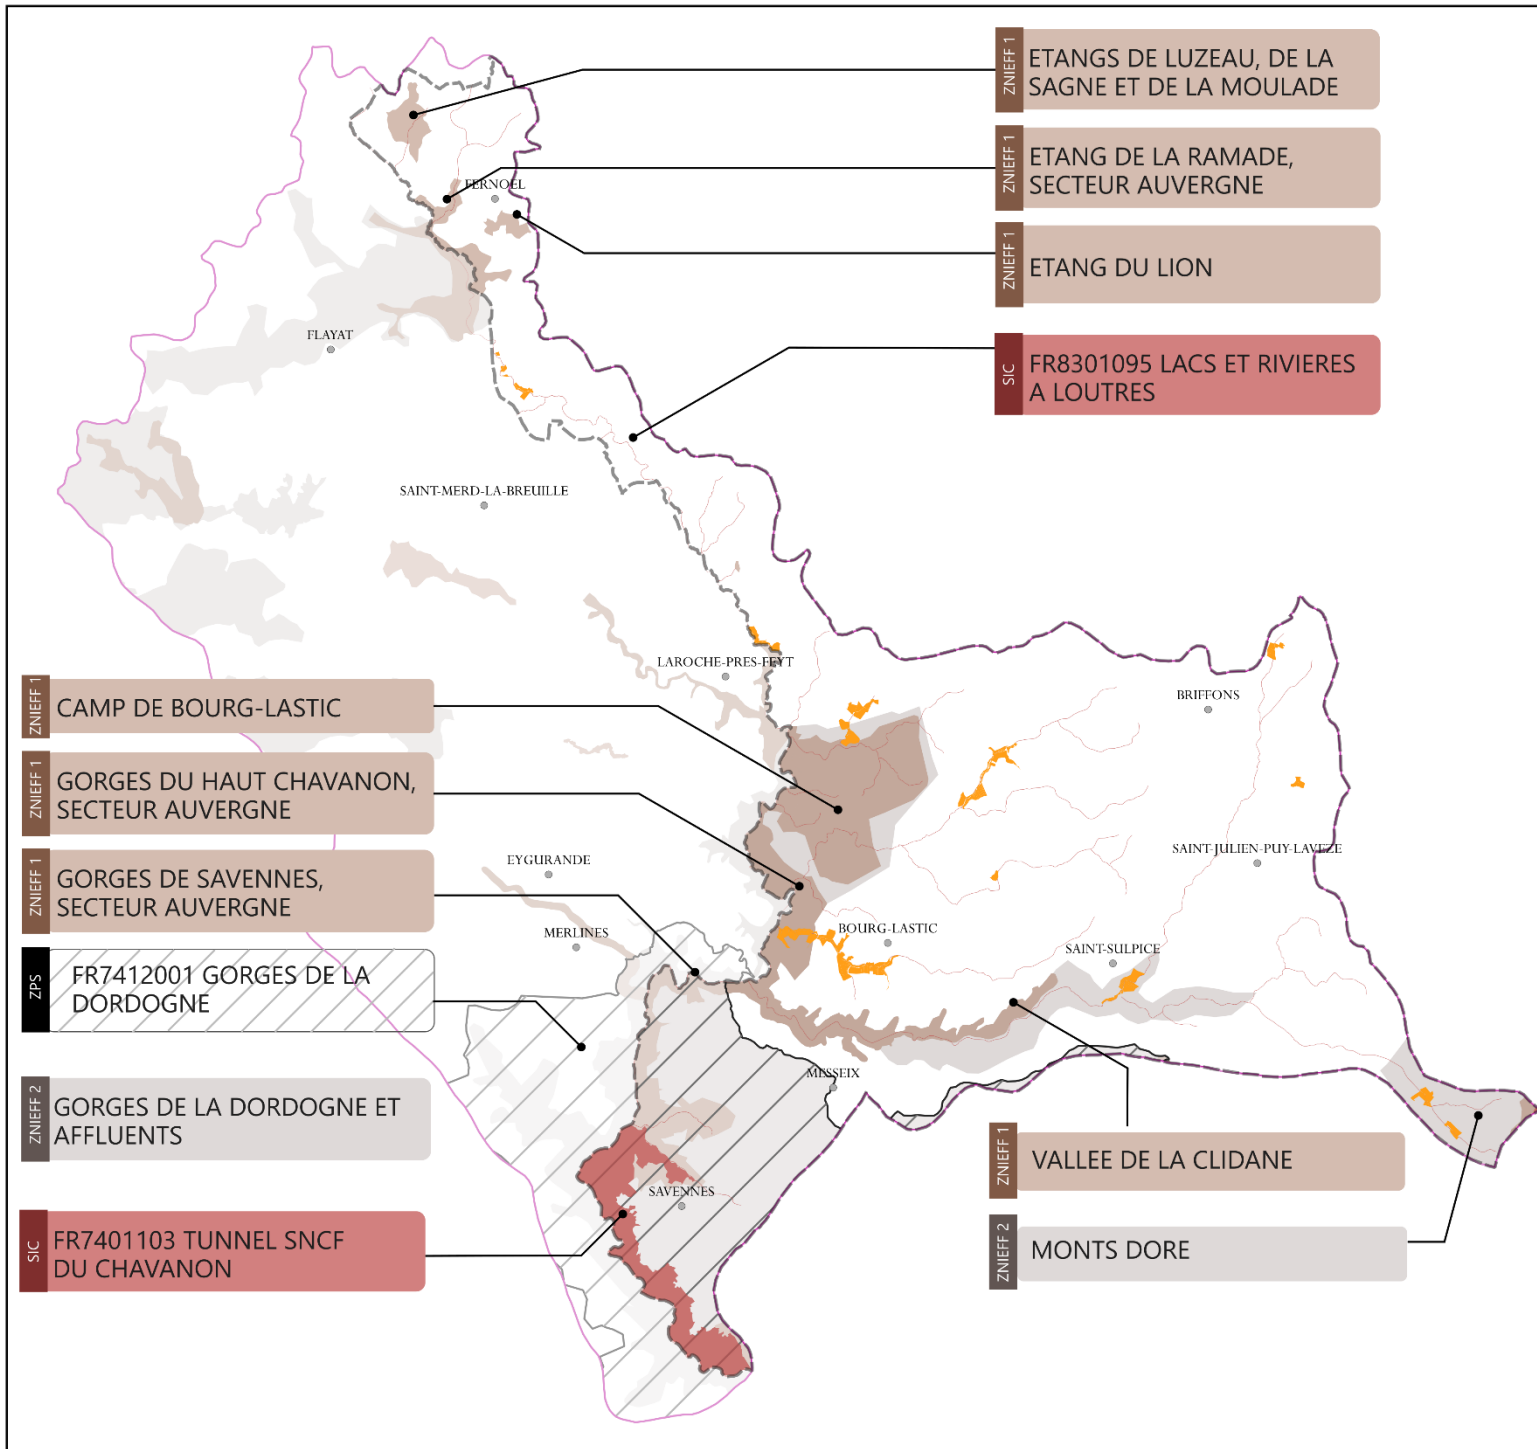 ZNIEFF 1
ETANGS DE LUZEAU, DE LA
SAGNE ET DE LA MOULADE
ZNIEFF 1
ETANG DE LA RAMADE,
SECTEUR AUVERGNE
FERNOEL
ZNIEFF 1
ETANG DU LION
FLAYAT
SIC
FR8301095 LACS ET RIVIERES
A LOUTRES
SAINT-MERD-LA-BREUILLE
LAROCHE-PRES-FEYT
BRIFFONS
ZNIEFF 1
CAMP DE BOURG-LASTIC
ZNIEFF 1
GORGES DU HAUT CHAVANON,
SECTEUR AUVERGNE
EYGURANDE
SAINT-JULIEN-PUY-LAVEZE
ZNIEFF 1
GORGES DE SAVENNES,
SECTEUR AUVERGNE
MERLINES
BOURG-LASTIC
SAINT-SULPICE
ZPS
FR7412001 GORGES DE LA
DORDOGNE
MESSEIX
ZNIEFF 2
GORGES DE LA DORDOGNE ET
AFFLUENTS
ZNIEFF 1
VALLEE DE LA CLIDANE
SAVENNES
SIC
FR7401103 TUNNEL SNCF
DU CHAVANON
ZNIEFF 2
MONTS DORE